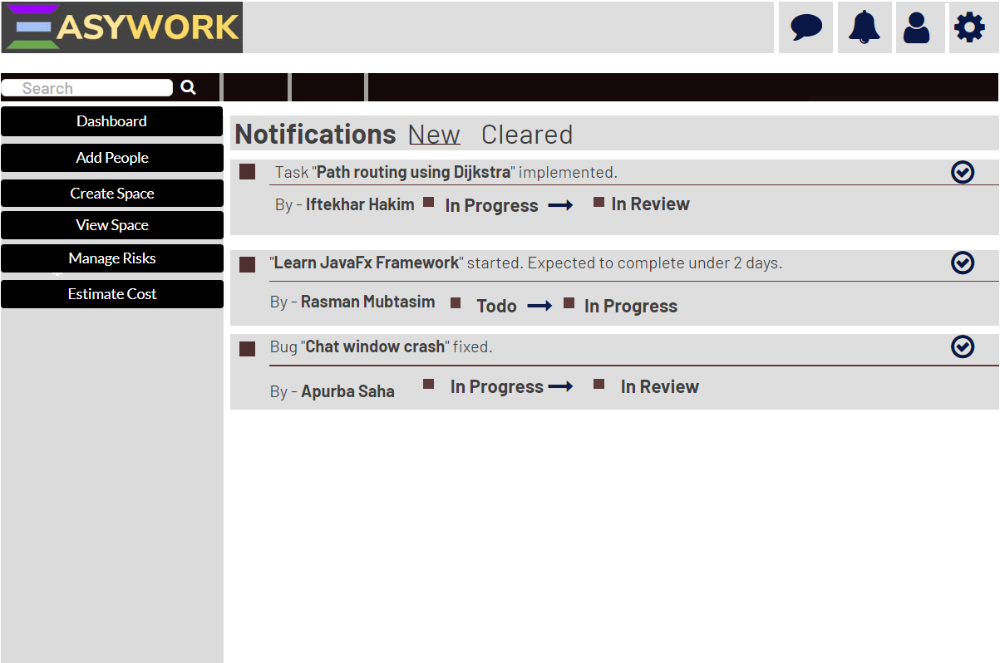 EASYWORK
Search
Dashboard
Add People
Create Space
View Space
Manage Risks
Estimate Cost
Notifications New Cleared
Task "Path routing using Dijkstra" implemented.
By - Iftekhar Hakim In Progress In Review
"Learn JavaFx Framework" started. Expected to complete under 2 days.
By - Rasman Mubtasim Todo In Progress
Bug "Chat window crash" fixed.
By - Apurba Saha In Progress In Review